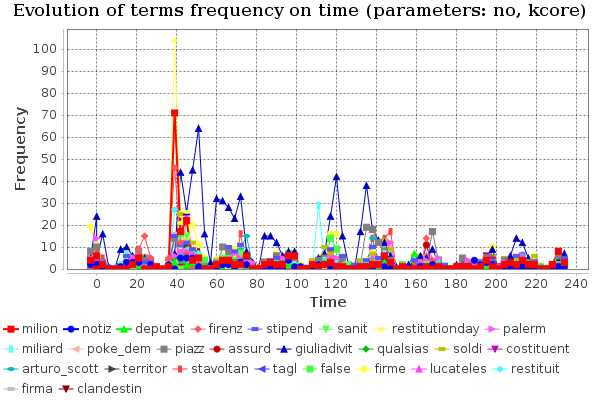 Evolution of terms frequency on time (parameters: no, kcore)
Frequency
100
90
80
70
60
50
40
30
20
10
0
0 20 40 60 80 100 120 140 160 180 200 220 240
Time
milion notiz deputat firenz stipend sanit restitutionday palerm
miliard poke_dem piazz assurd giuliadivit qualsias soldi costituent
arturo_scott territor stavoltan tagl false firme lucateles restituit
firma clandestin